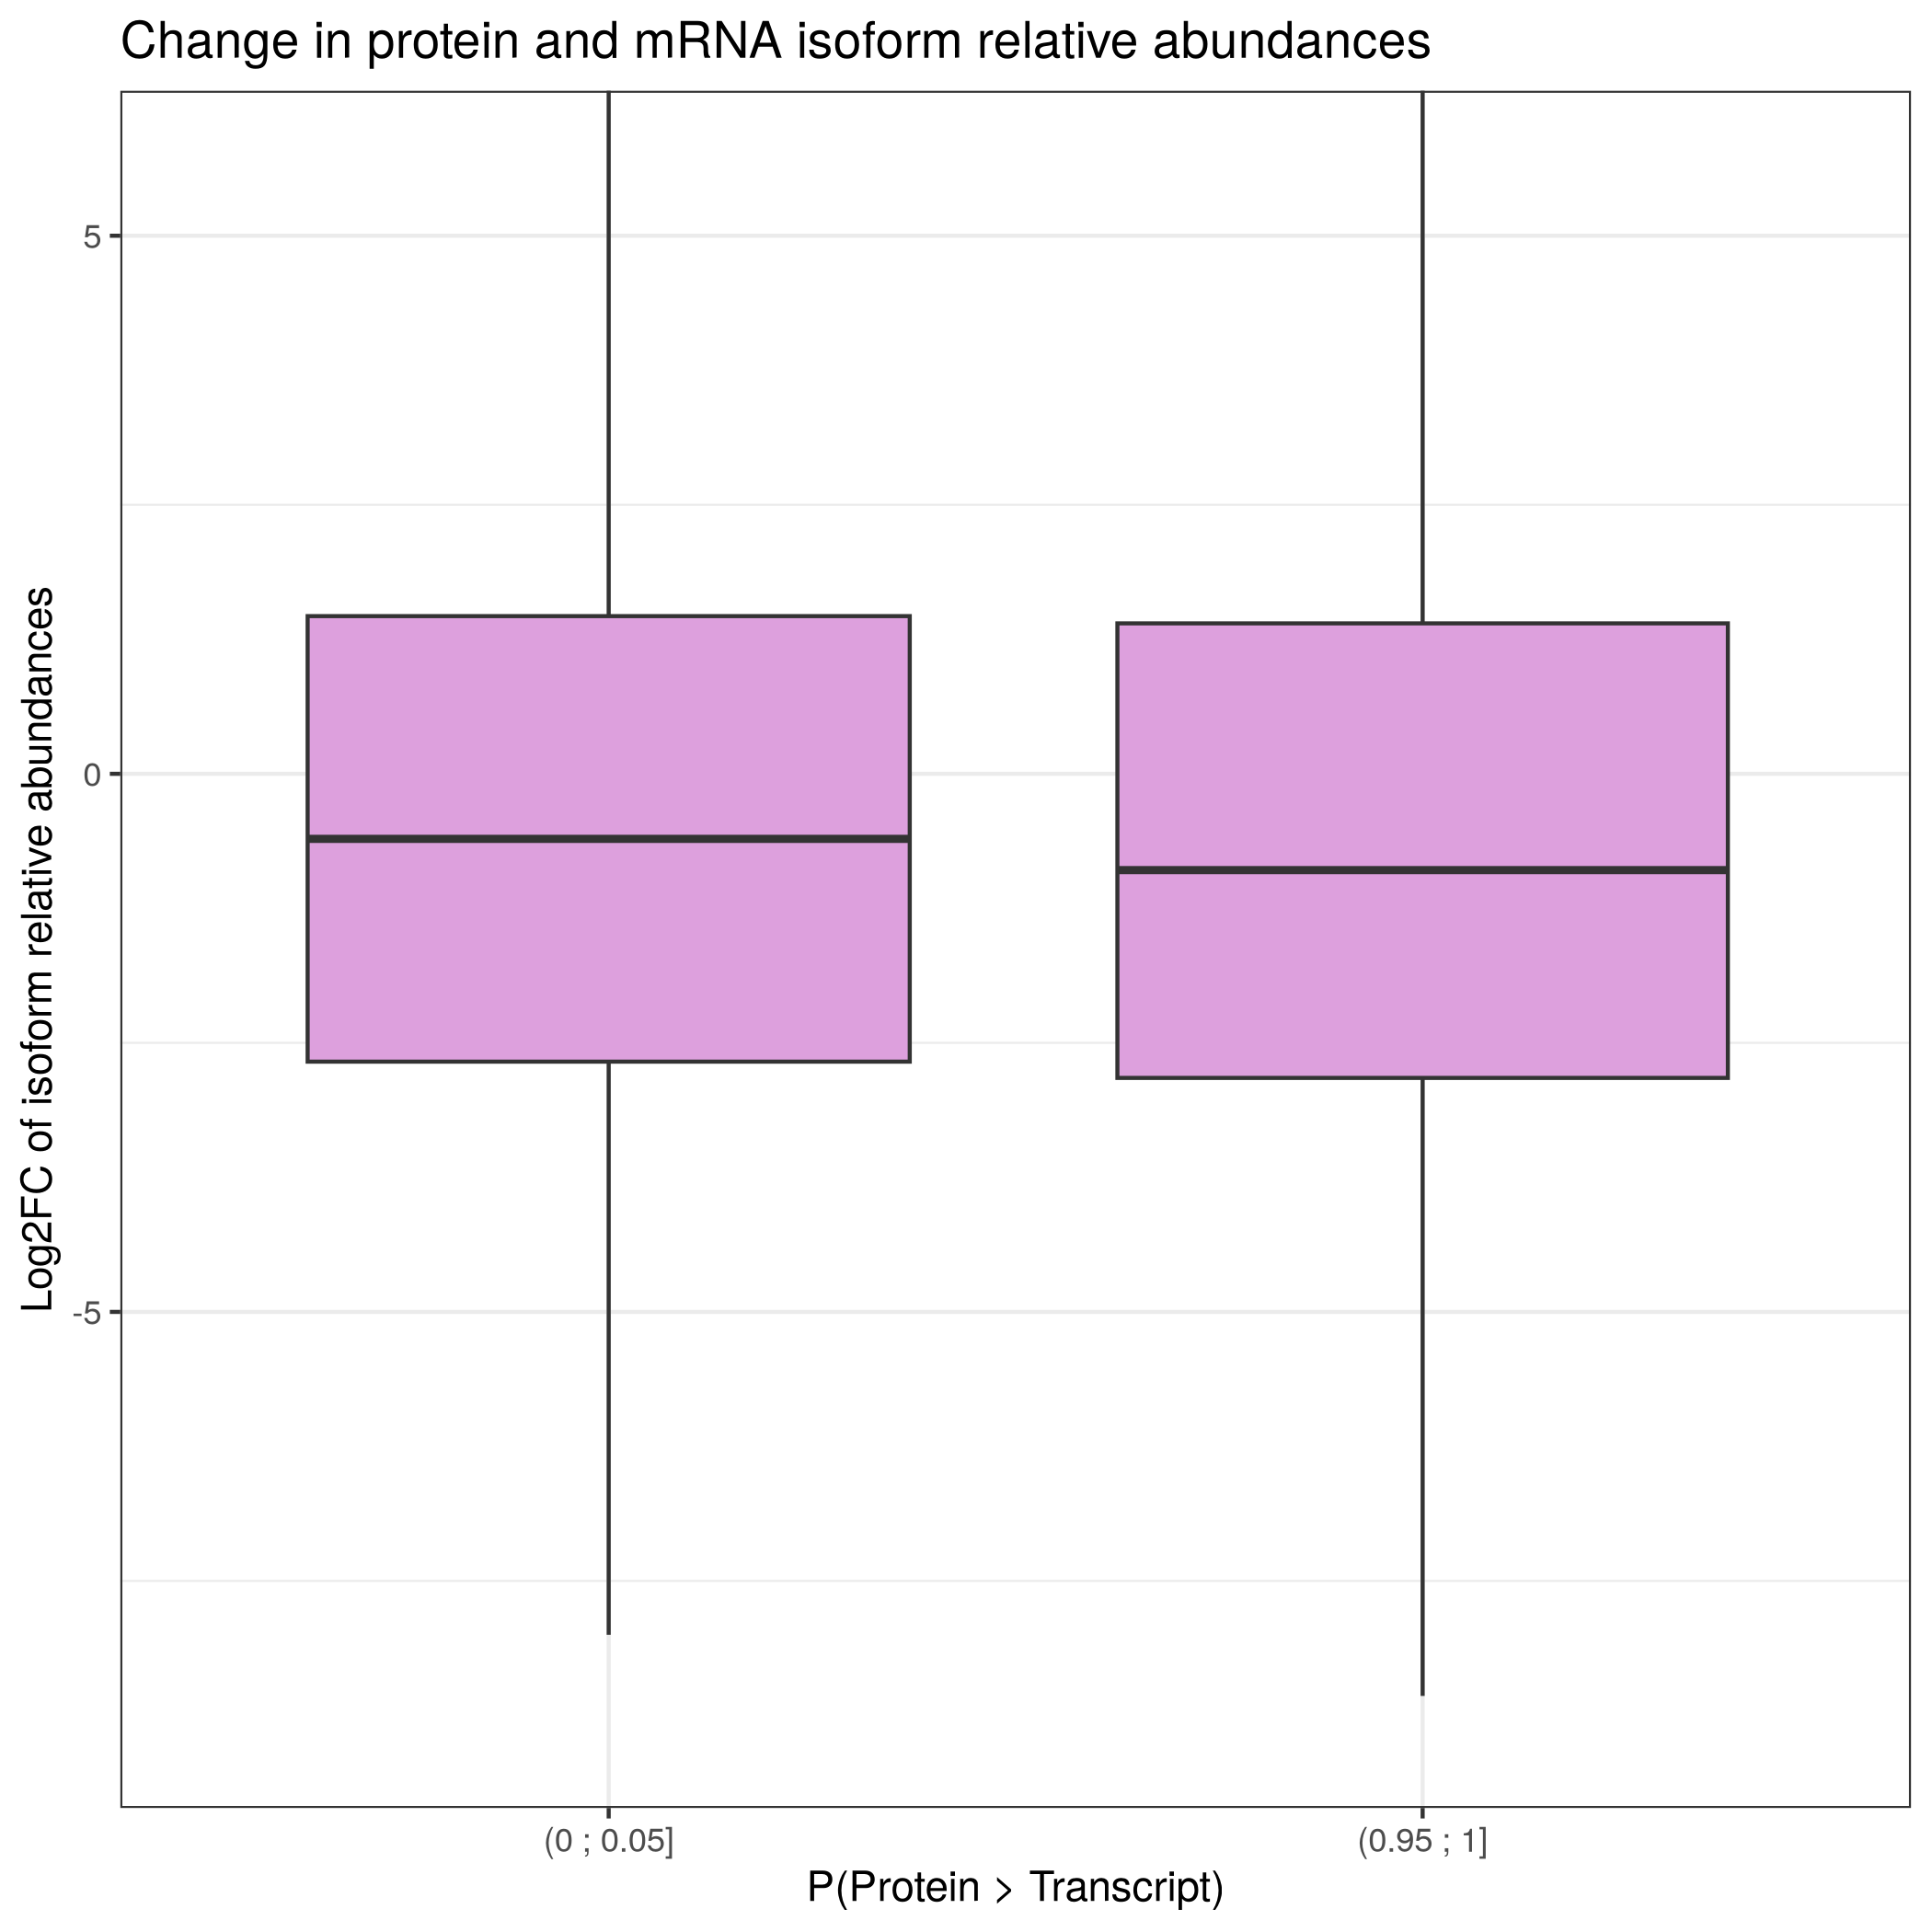 Change in protein and mRNA isoform relative abundances
Log2FC of isoform relative abundances
5
0
-5
(0 ; 0.05]
(0.95 ; 1]
P(Protein > Transcript)